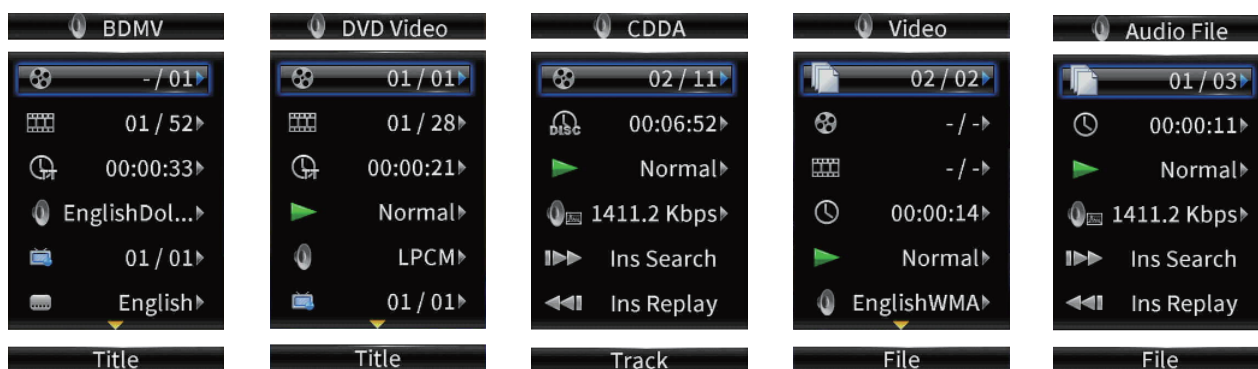 BDMV
- / 01
01 / 52
00:00:33
EnglishDol...
01 / 01
English
Title
DVD Video
01 / 01
01 / 28
00:00:21
Normal
LPCM
01 / 01
Title
CDDA
02 / 11
DISC
00:06:52
Normal
1411.2 Kbps
Ins Search
Ins Replay
Track
Video
02 / 02
- / -
- / -
00:00:14
Normal
EnglishWMA
File
Audio File
01 / 03
00:00:11
Normal
1411.2 Kbps
Ins Search
Ins Replay
File